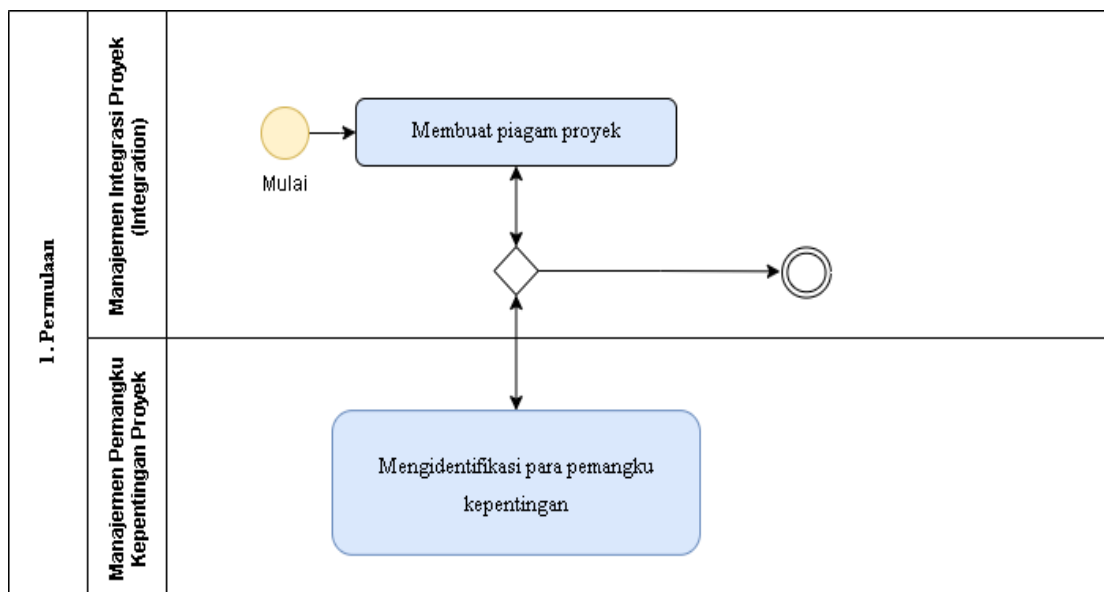 1. Permulaan
Manajemen Integrasi Proyek
(Integration)
Mulai
Membuat piagam proyek
Manajemen Pemangku
Kepentingan Proyek
Mengidentifikasi para pemangku
kepentingan